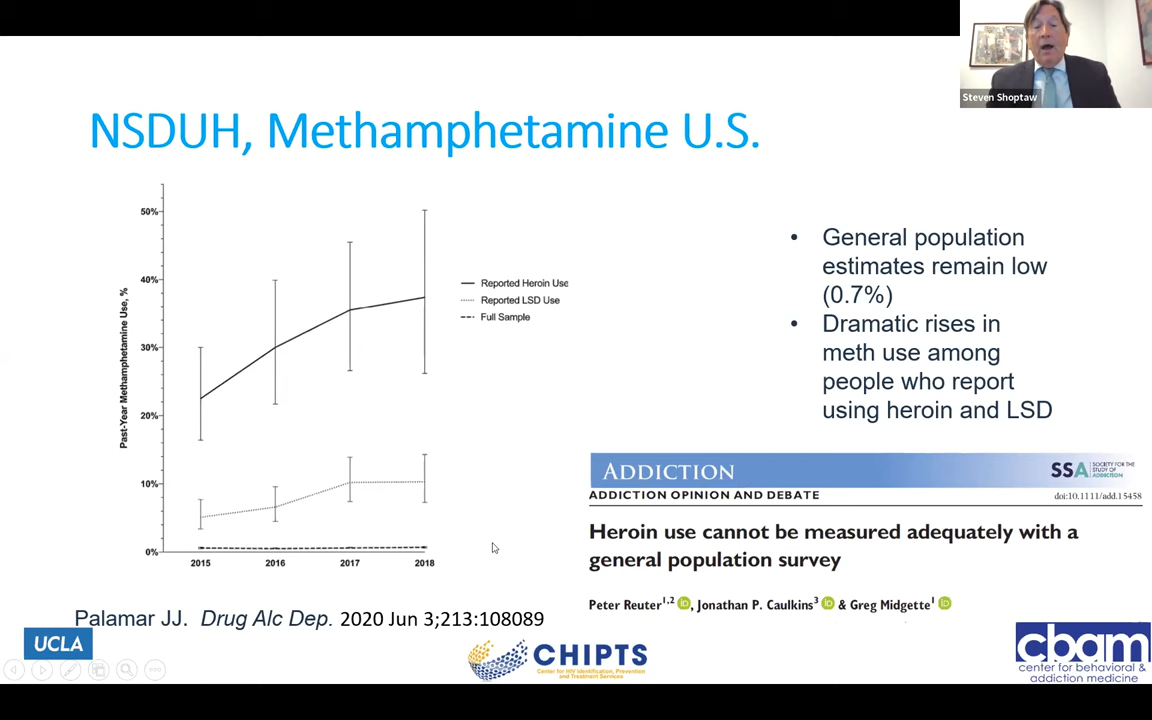 Steven Shoptaw
NSDUH, Methamphetamine U.S.
Past-Year Methamphetamine Use, %
50%
40%
30%
20%
10%
0%
2015 2016 2017 2018
Reported Heroin Use
Reported LSD Use
Full Sample
• General population
estimates remain low
(0.7%)
• Dramatic rises in
meth use among
people who report
using heroin and LSD
ADDICTION
SSA SOCIETY FOR THE
STUDY OF
ADDICTION
ADDICTION OPINION AND DEBATE
doi:10.1111/add.15458
Heroin use cannot be measured adequately with a
general population survey
Peter Reuter1,2 iD, Jonathan P. Caulkins3 iD & Greg Midgette1 iD
Palamar JJ. Drug Alc Dep. 2020 Jun 3;213:108089
UCLA
CHIPTS
Center for HIV Identification, Prevention
and Treatment Services
cbam
center for behavioral &
addiction medicine